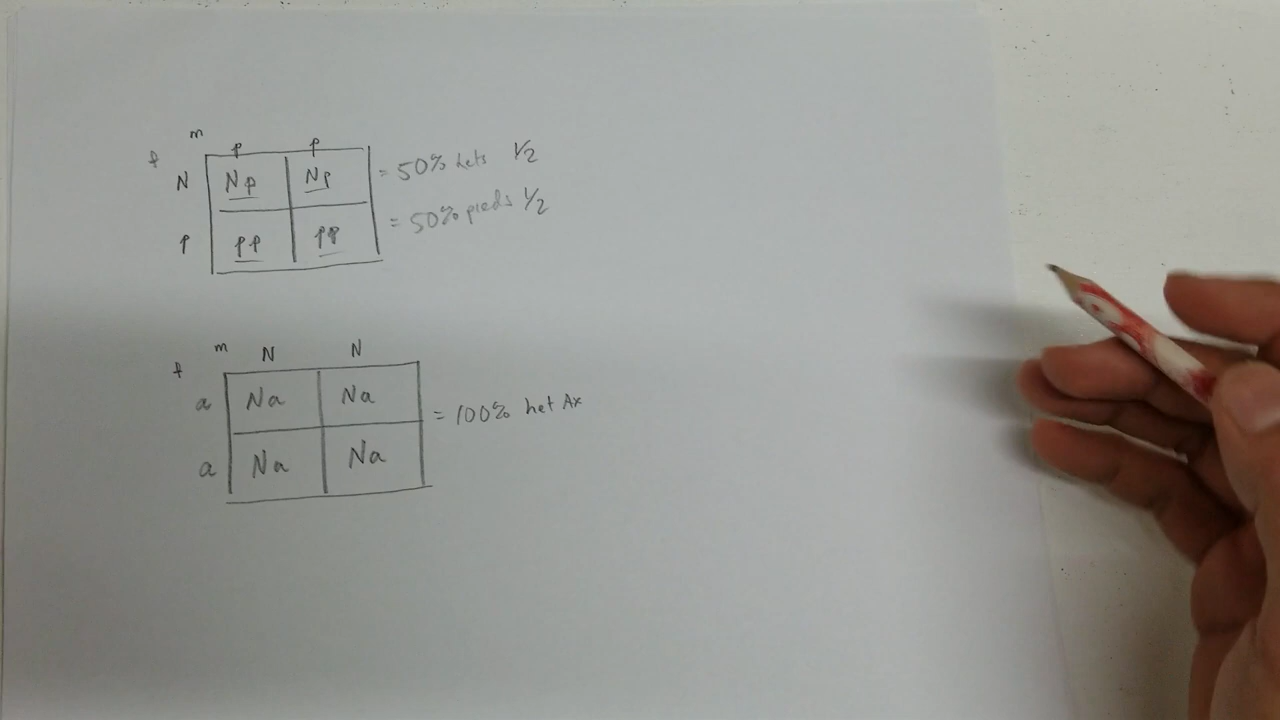 m p p
f N Np Np = 50% hets 1/2
p pp pp = 50% pieds 1/2
m N N
f
a Na Na = 100% het Ax
a Na Na